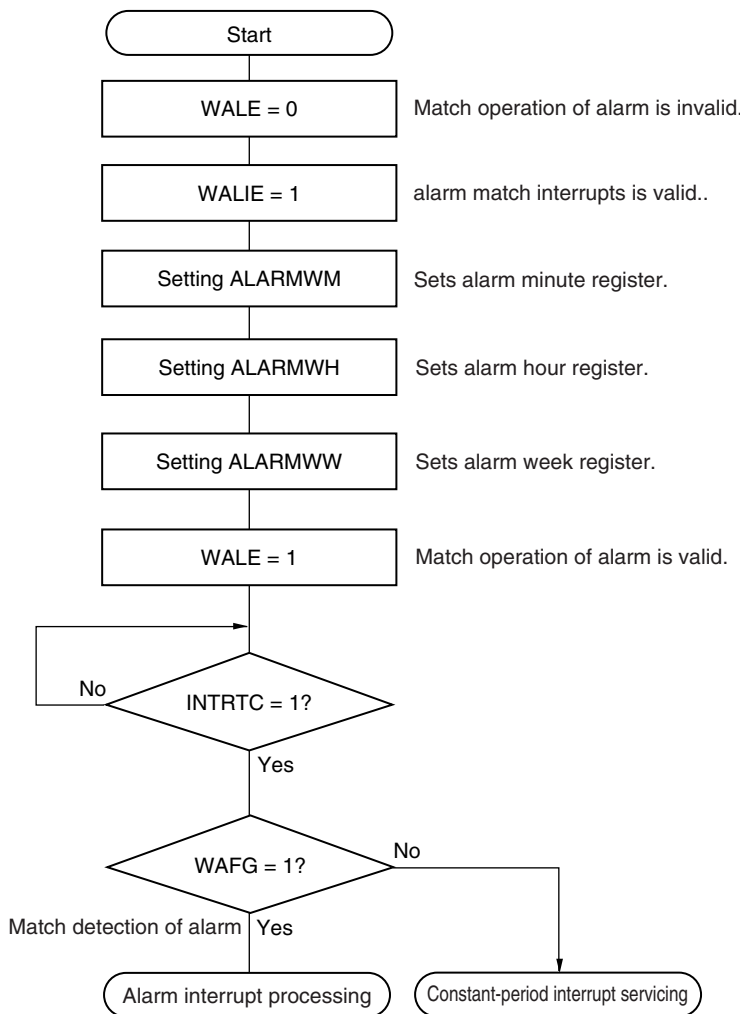 Start
WALE = 0
Match operation of alarm is invalid.
WALIE = 1
alarm match interrupts is valid..
Setting ALARMWM
Sets alarm minute register.
Setting ALARMWH
Sets alarm hour register.
Setting ALARMWW
Sets alarm week register.
WALE = 1
Match operation of alarm is valid.
No
INTRTC = 1?
Yes
WAFG = 1?
No
Match detection of alarm
Yes
Alarm interrupt processing
Constant-period interrupt servicing